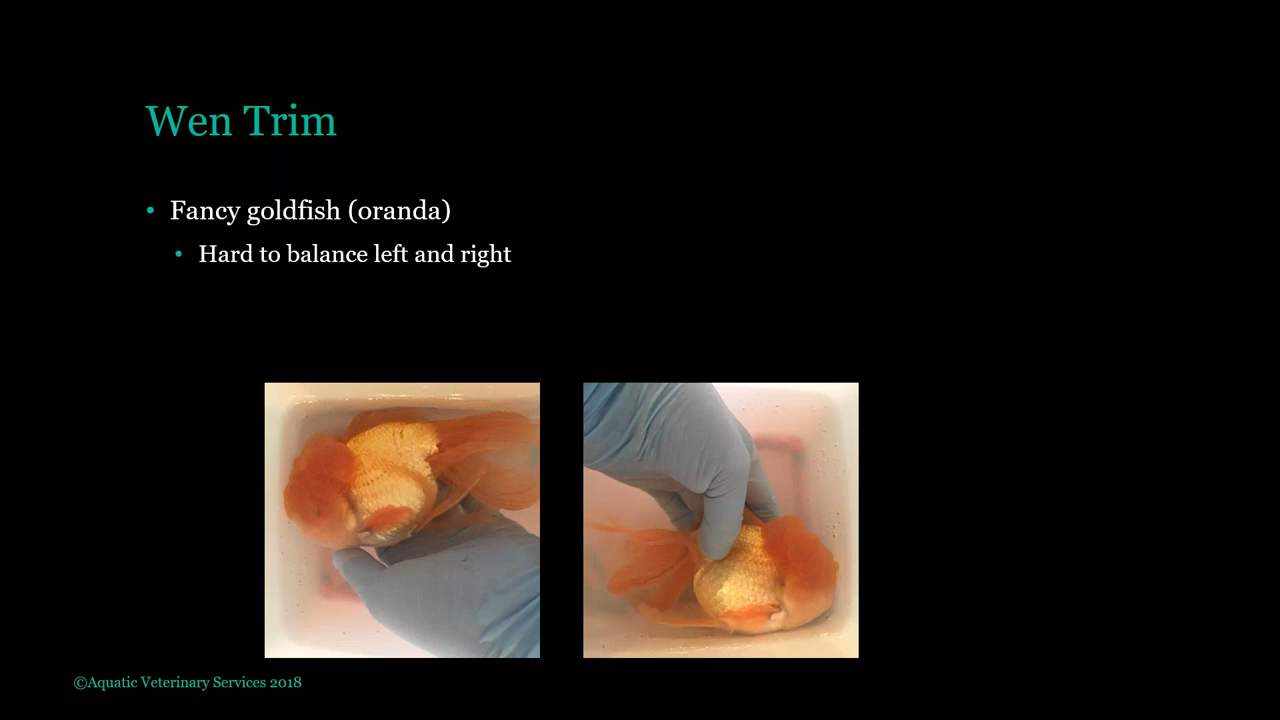 Wen Trim
• Fancy goldfish (oranda)
• Hard to balance left and right
©Aquatic Veterinary Services 2018